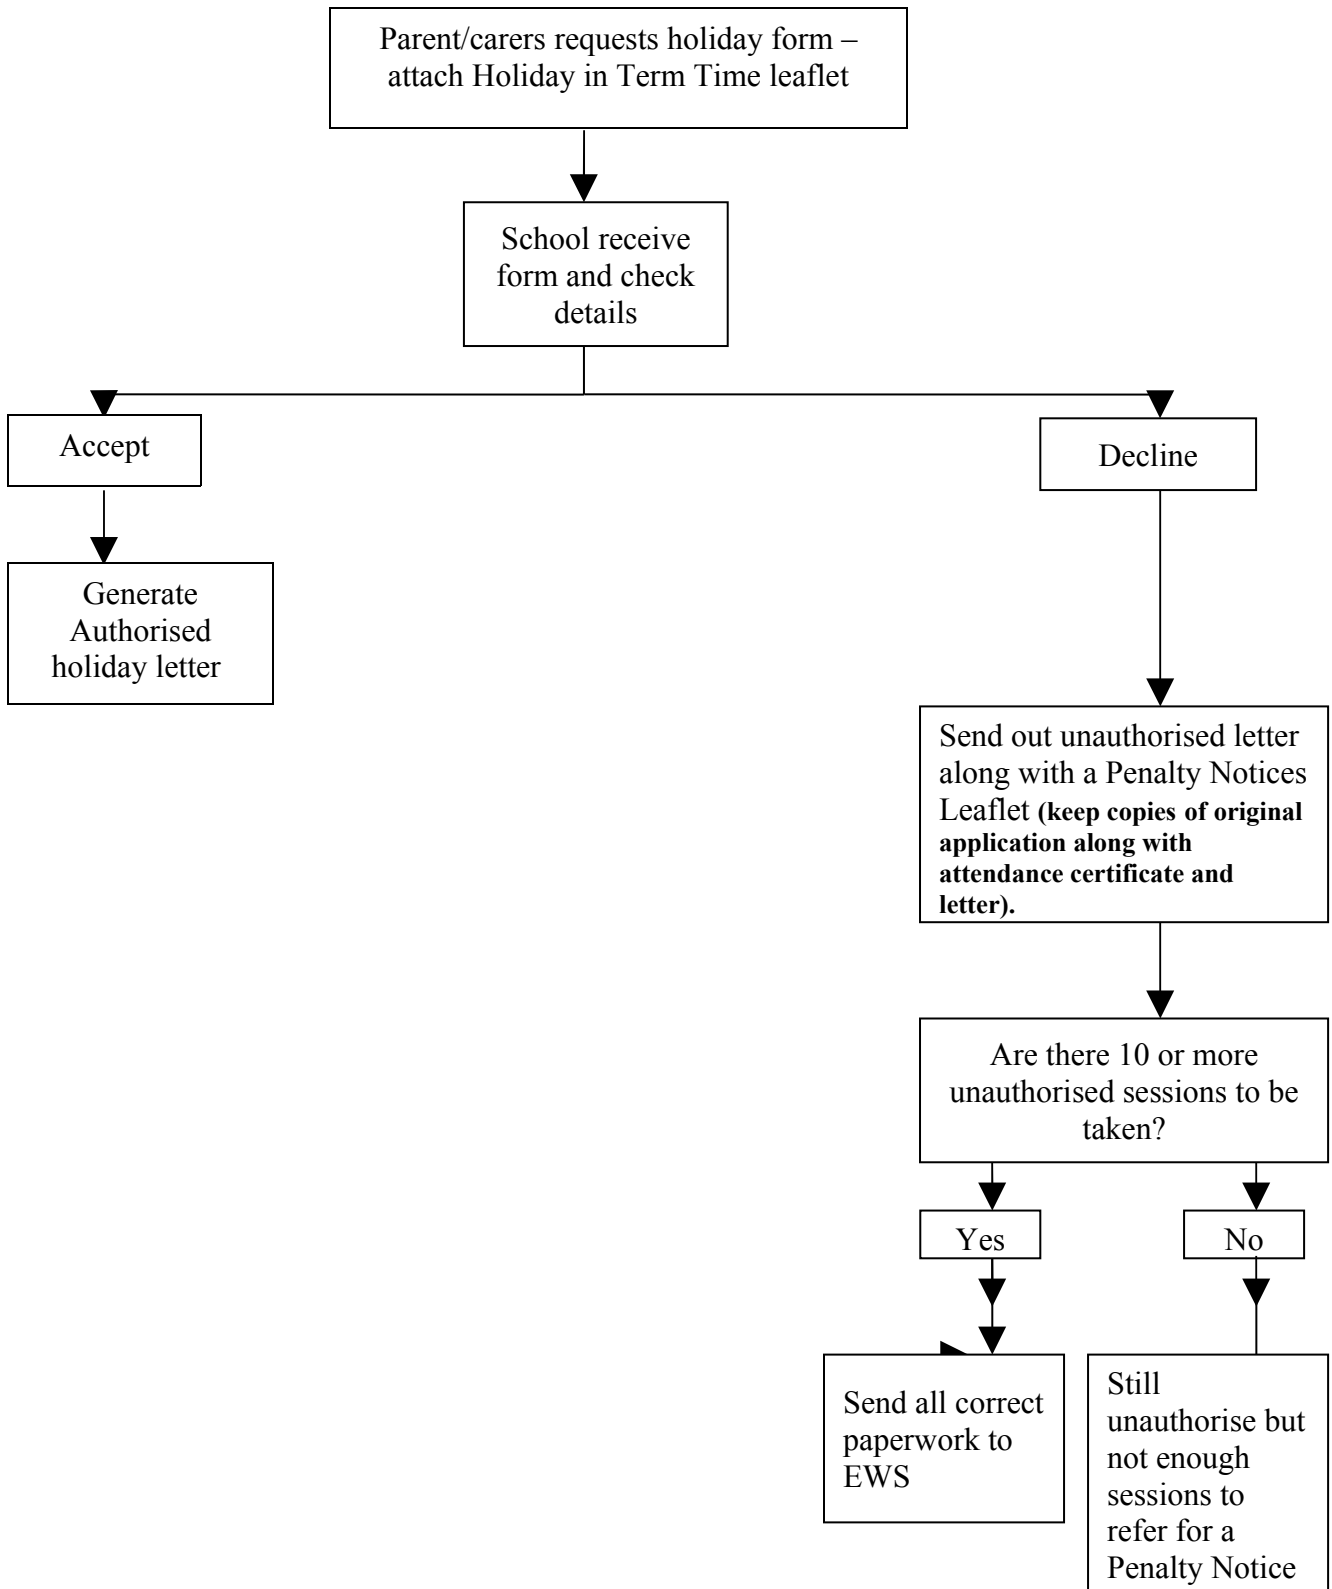 Parent/carers requests holiday form –
attach Holiday in Term Time leaflet
School receive
form and check
details
Accept
Decline
Generate
Authorised
holiday letter
Send out unauthorised letter
along with a Penalty Notices
Leaflet (keep copies of original
application along with
attendance certificate and
letter).
Are there 10 or more
unauthorised sessions to be
taken?
Yes
No
Send all correct
paperwork to
EWS
Still
unauthorise but
not enough
sessions to
refer for a
Penalty Notice